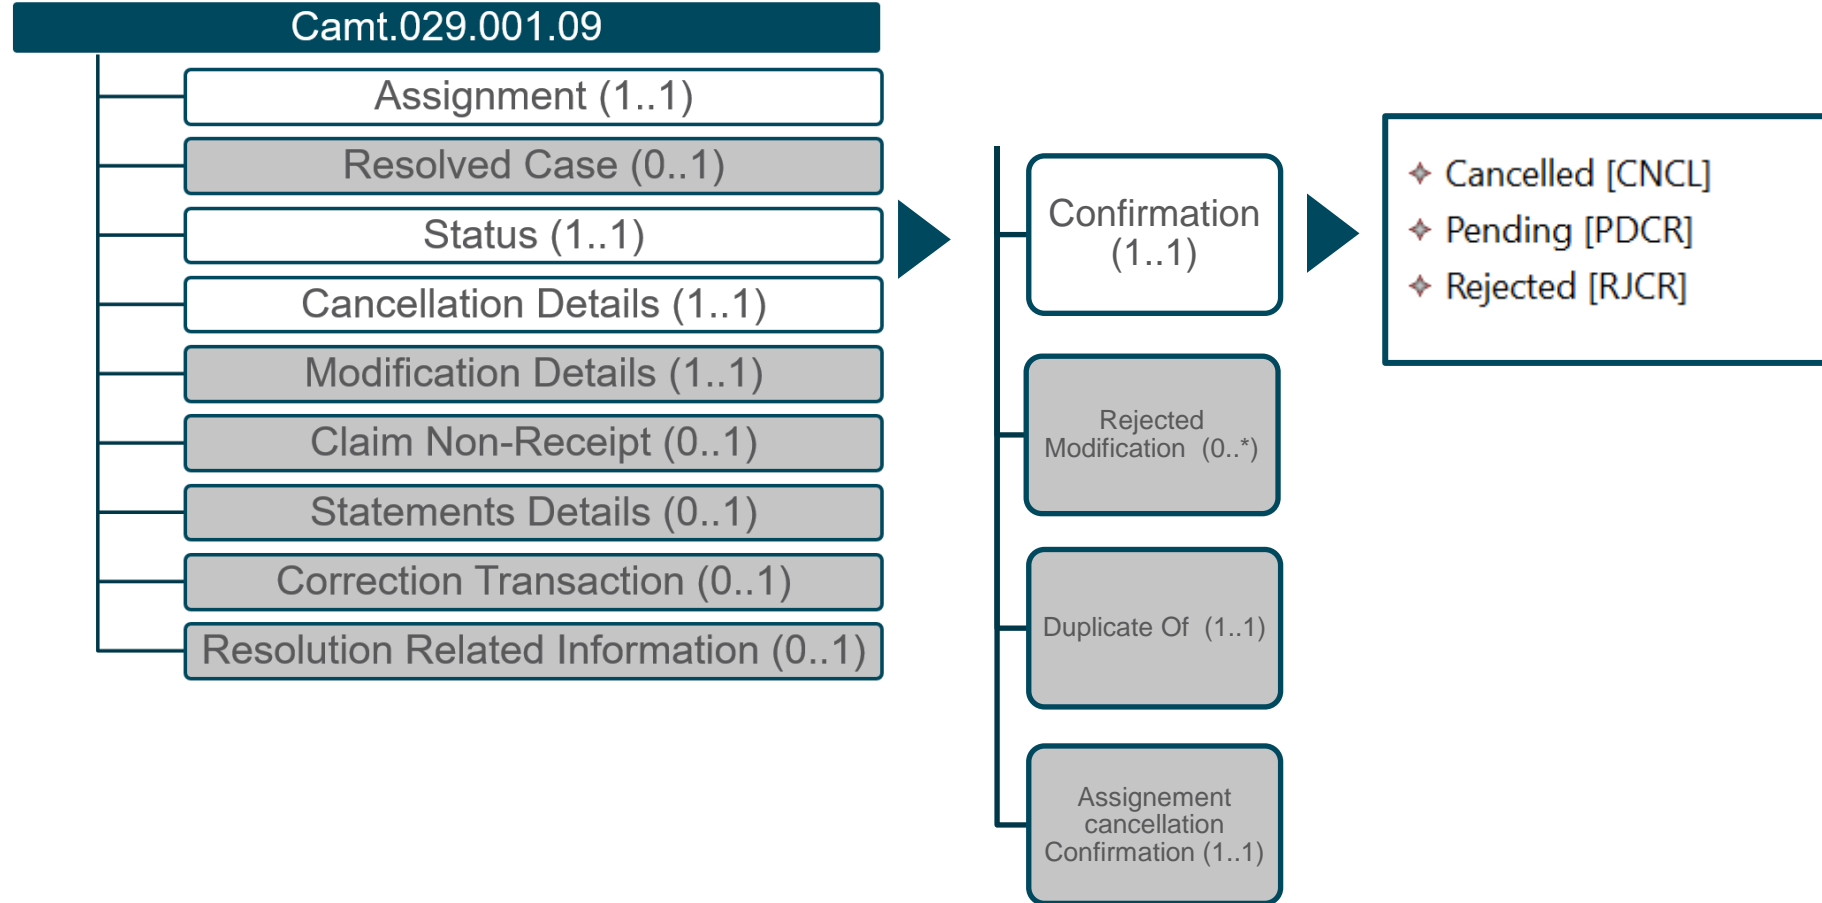 Camt.029.001.09
Assignment (1..1)
Resolved Case (0..1)
Status (1..1)
Cancellation Details (1..1)
Modification Details (1..1)
Claim Non-Receipt (0..1)
Statements Details (0..1)
Correction Transaction (0..1)
Resolution Related Information (0..1)
Confirmation
(1..1)
Rejected
Modification (0..*)
Duplicate Of (1..1)
Assignement
cancellation
Confirmation (1..1)
Cancelled [CNCL]
Pending [PDCR]
Rejected [RJCR]